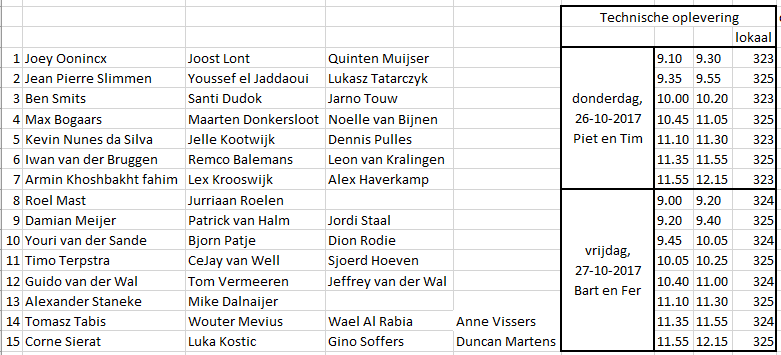 Technische oplevering
lokaal
1 Joey Oonincx Joost Lont Quinten Muijser 9.10 9.30 323
2 Jean Pierre Slimmen Youssef el Jaddaoui Lukasz Tatarczyk 9.35 9.55 325
3 Ben Smits Santi Dudok Jarno Touw donderdag, 10.00 10.20 323
4 Max Bogaars Maarten Donkersloot Noelle van Bijnen 26-10-2017 10.45 11.05 325
5 Kevin Nunes da Silva Jelle Kootwijk Dennis Pulles Piet en Tim 11.10 11.30 323
6 Iwan van der Bruggen Remco Balemans Leon van Kralingen 11.35 11.55 325
7 Armin Khoshbakht fahim Lex Krooswijk Alex Haverkamp 11.55 12.15 323
8 Roel Mast Jurriaan Roelen 9.00 9.20 324
9 Damian Meijer Patrick van Halm Jordi Staal 9.20 9.40 325
10 Youri van der Sande Bjorn Patje Dion Rodie vrijdag, 9.45 10.05 324
11 Timo Terpstra CeJay van Well Sjoerd Hoeven 27-10-2017 10.05 10.25 325
12 Guido van der Wal Tom Vermeeren Jeffrey van der Wal Bart en Fer 10.40 11.00 324
13 Alexander Staneke Mike Dalnaijer 11.10 11.30 325
14 Tomasz Tabis Wouter Mevius Wael Al Rabia Anne Vissers 11.35 11.55 324
15 Corne Sierat Luka Kostic Gino Soffers Duncan Martens 11.55 12.15 325